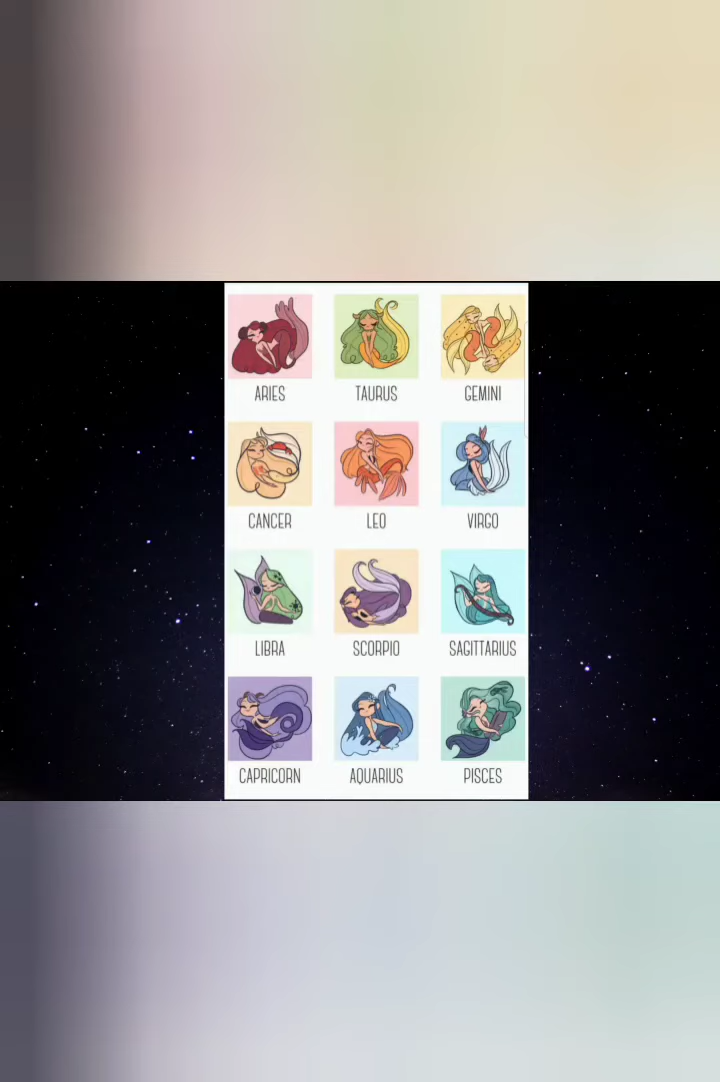 ARIES TAURUS GEMINI
CANCER LEO VIRGO
LIBRA SCORPIO SAGITTARIUS
CAPRICORN AQUARIUS PISCES